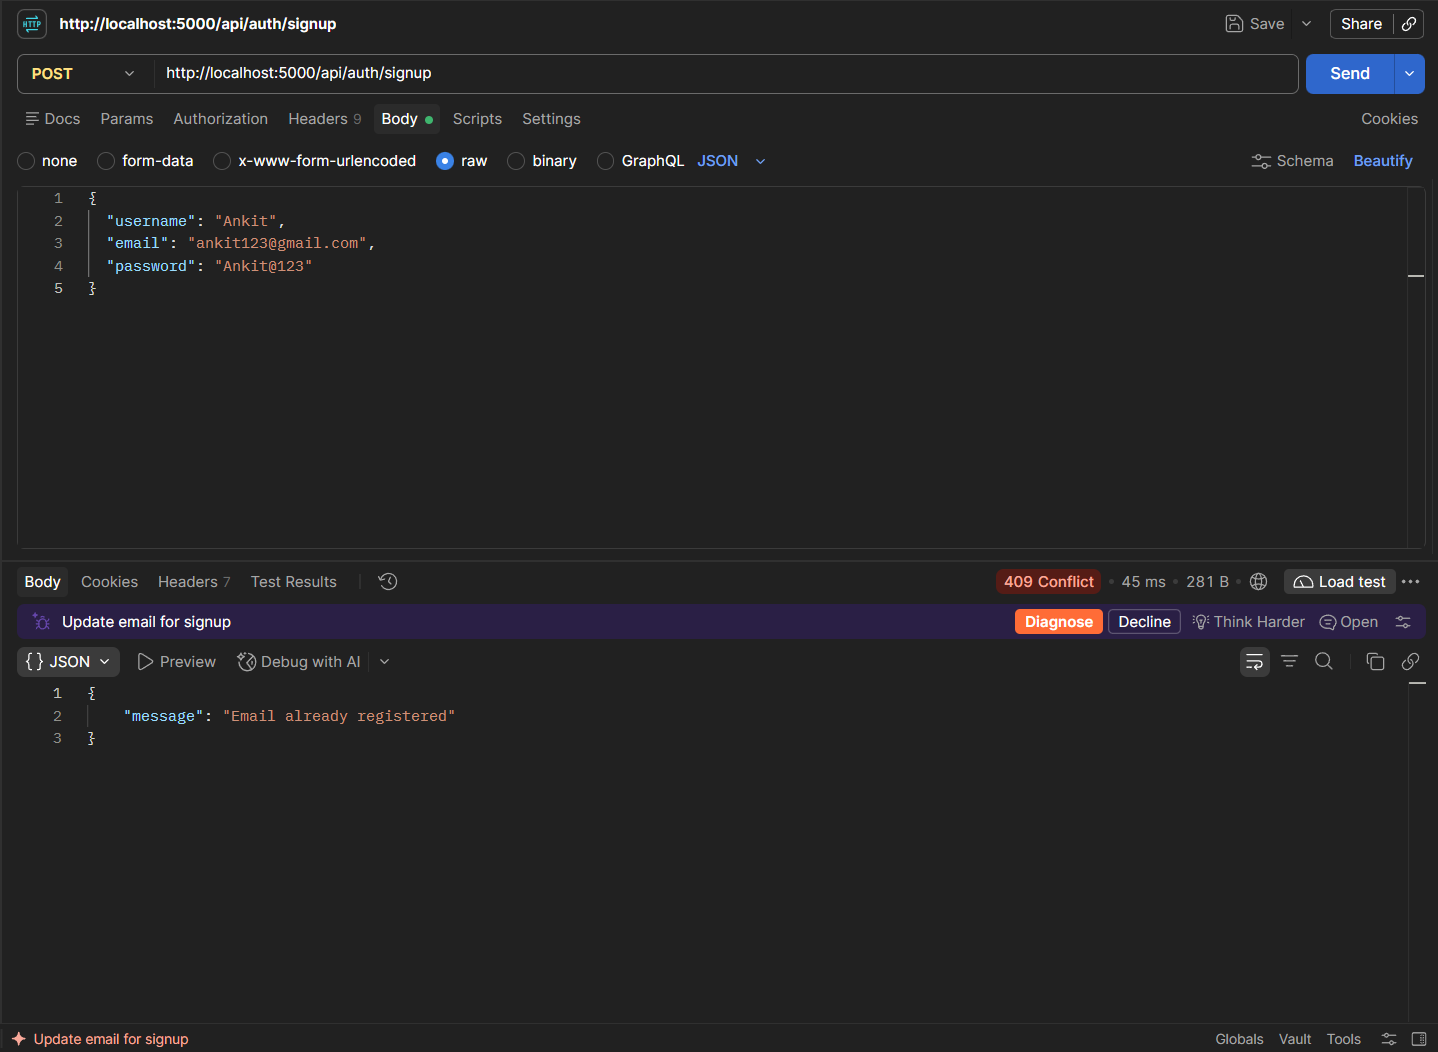 HTTP http://localhost:5000/api/auth/signup Save Share
POST http://localhost:5000/api/auth/signup Send
Docs Params Authorization Headers 9 Body Scripts Settings Cookies
none form-data x-www-form-urlencoded raw binary GraphQL JSON Schema Beautify
1 {
2 "username": "Ankit",
3 "email": "ankit123@gmail.com",
4 "password": "Ankit@123"
5 }
Body Cookies Headers 7 Test Results 409 Conflict • 45 ms • 281 B • Load test
Update email for signup Diagnose Decline Think Harder Open
{} JSON Preview Debug with AI
1 {
2 "message": "Email already registered"
3 }
Update email for signup Globals Vault Tools